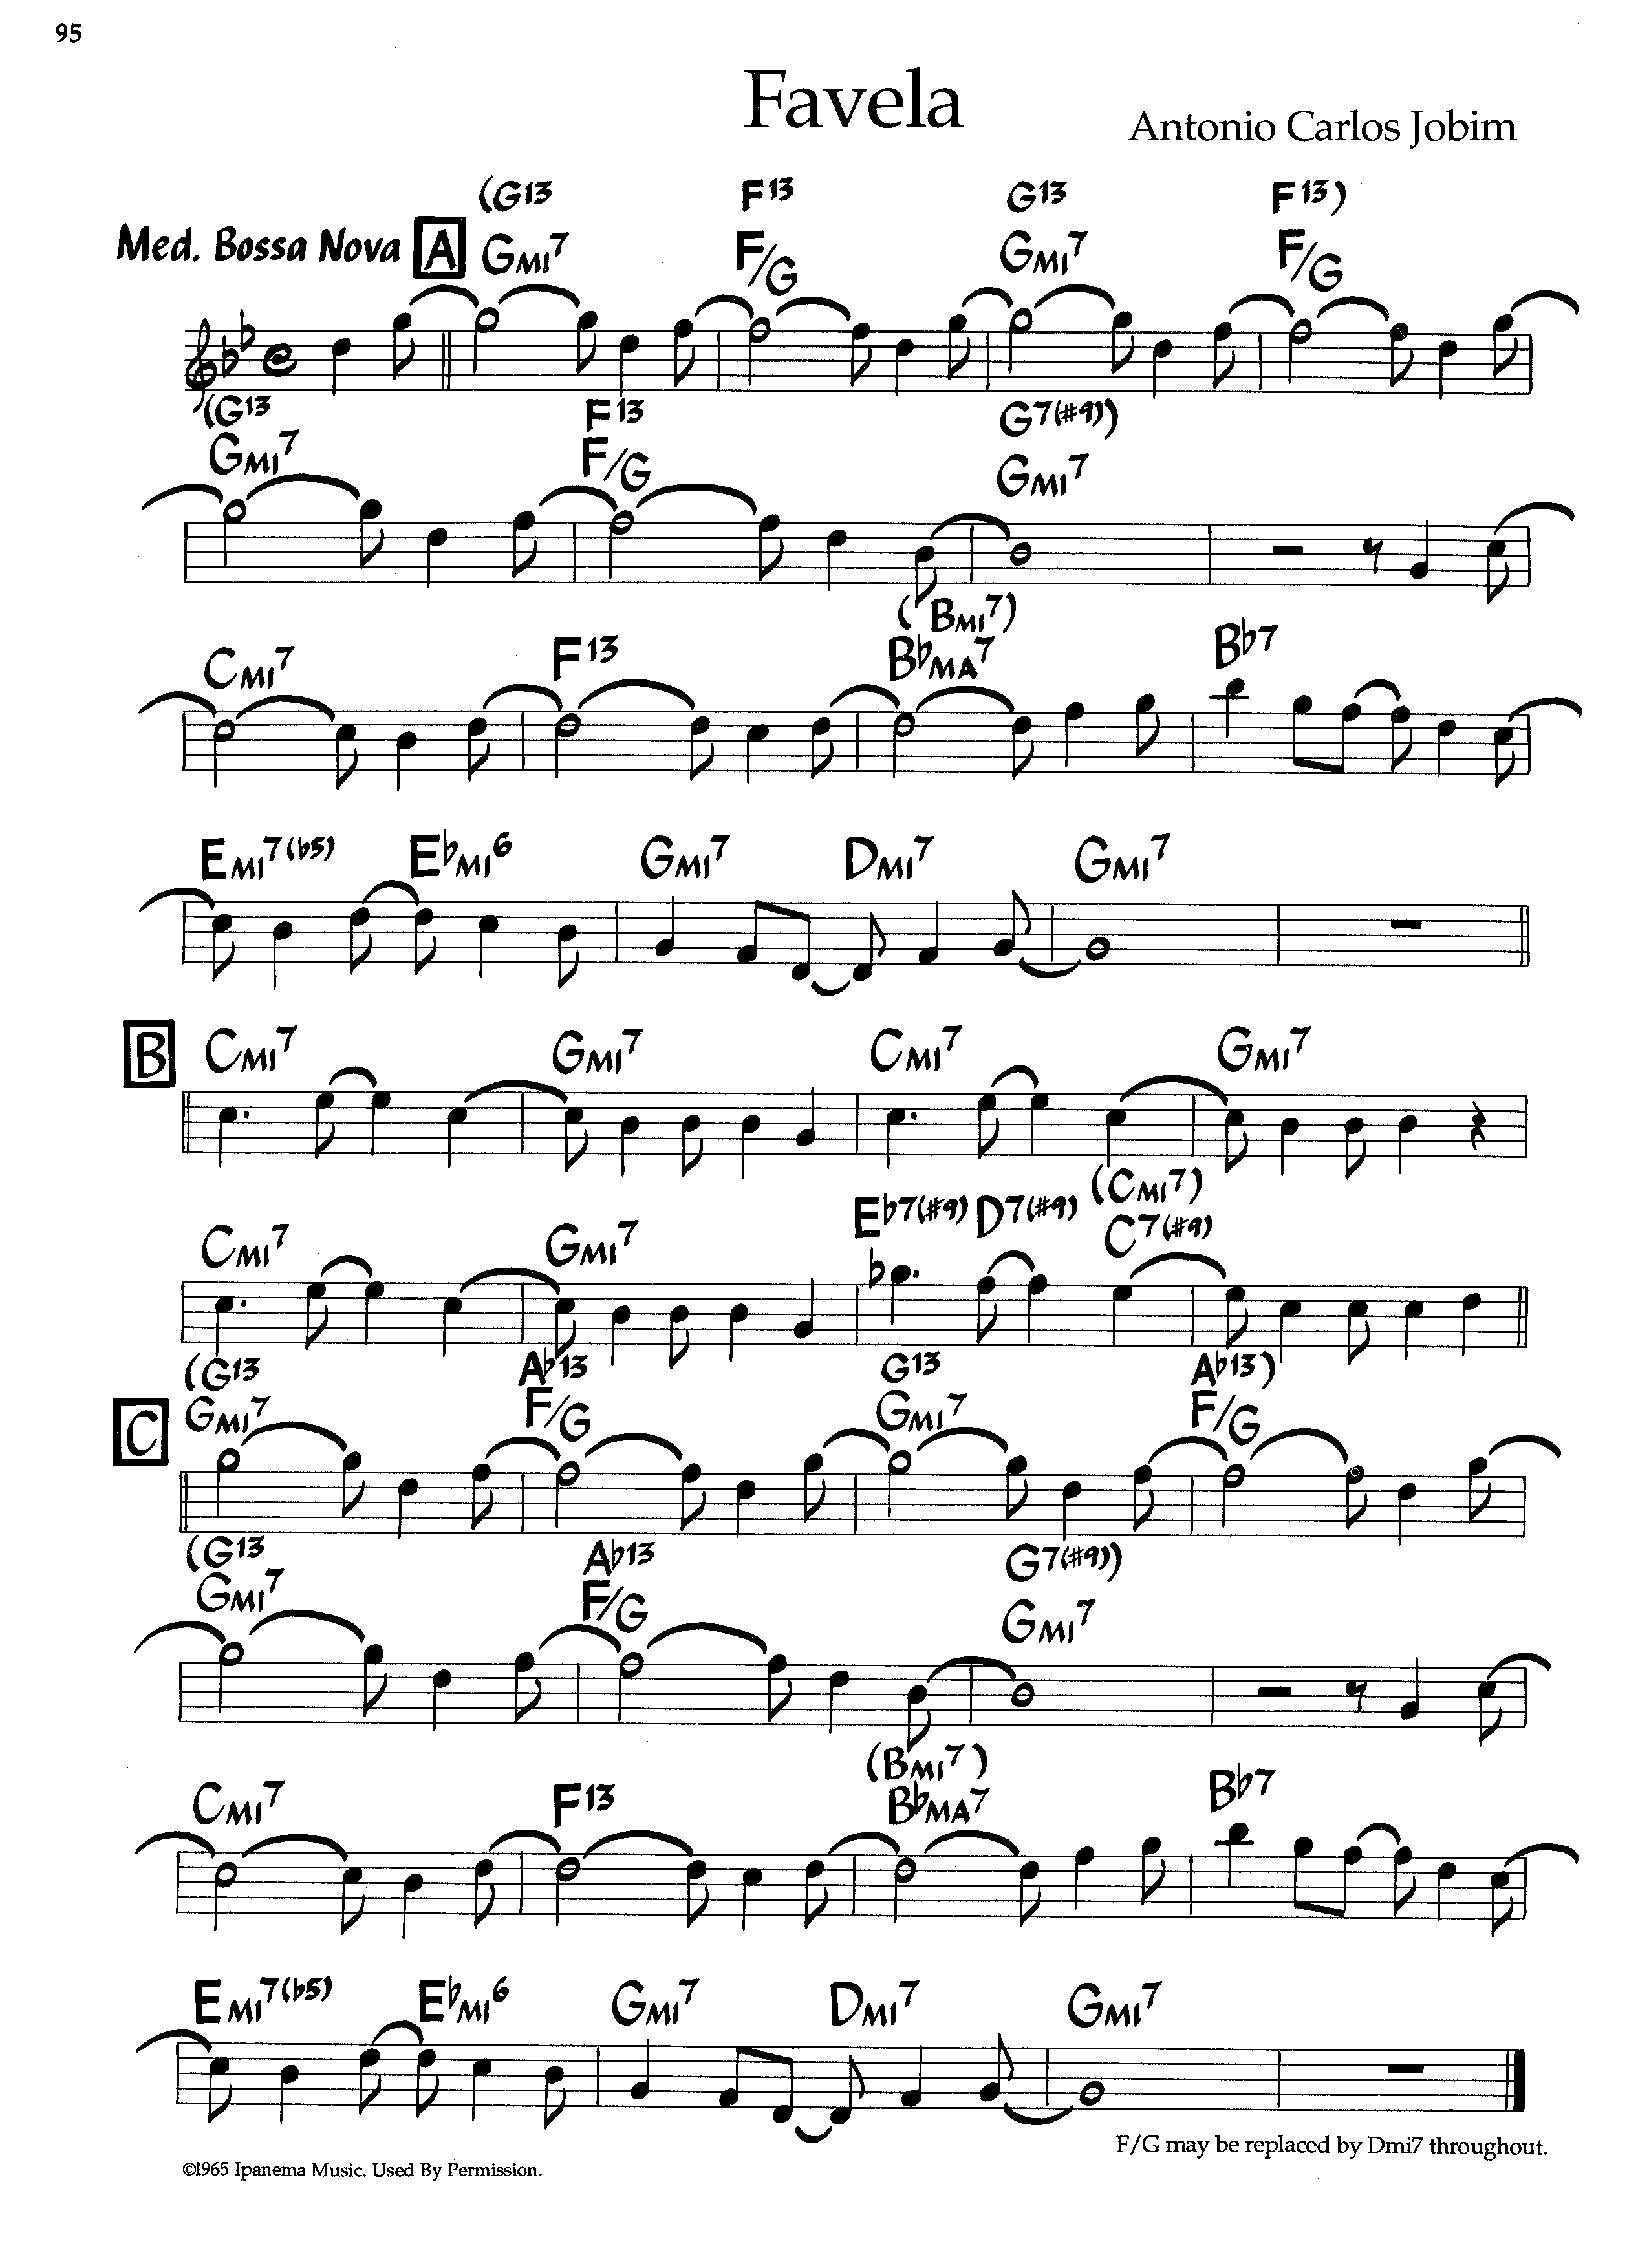 95
Favela
Antonio Carlos Jobim
(G13 F13 G13 F13)
Med. Bossa Nova A GMI7 F/G GMI7 F/G
(G13 F13 G7(#9))
GMI7 F/G GMI7
(BMI7)
CMI7 F13 B♭MA7 B♭7
EMI7(♭5) E♭MI6 GMI7 DMI7 GMI7
B CMI7 GMI7 CMI7 GMI7
(CMI7)
CMI7 GMI7 E♭7(#9) D7(#9) C7(#9)
(G13 A♭13 G13 A♭13)
C GMI7 F/G GMI7 F/G
(G13 A♭13 G7(#9))
GMI7 F/G GMI7
(BMI7)
CMI7 F13 B♭MA7 B♭7
EMI7(♭5) E♭MI6 GMI7 DMI7 GMI7
F/G may be replaced by Dmi7 throughout.
©1965 Ipanema Music. Used By Permission.